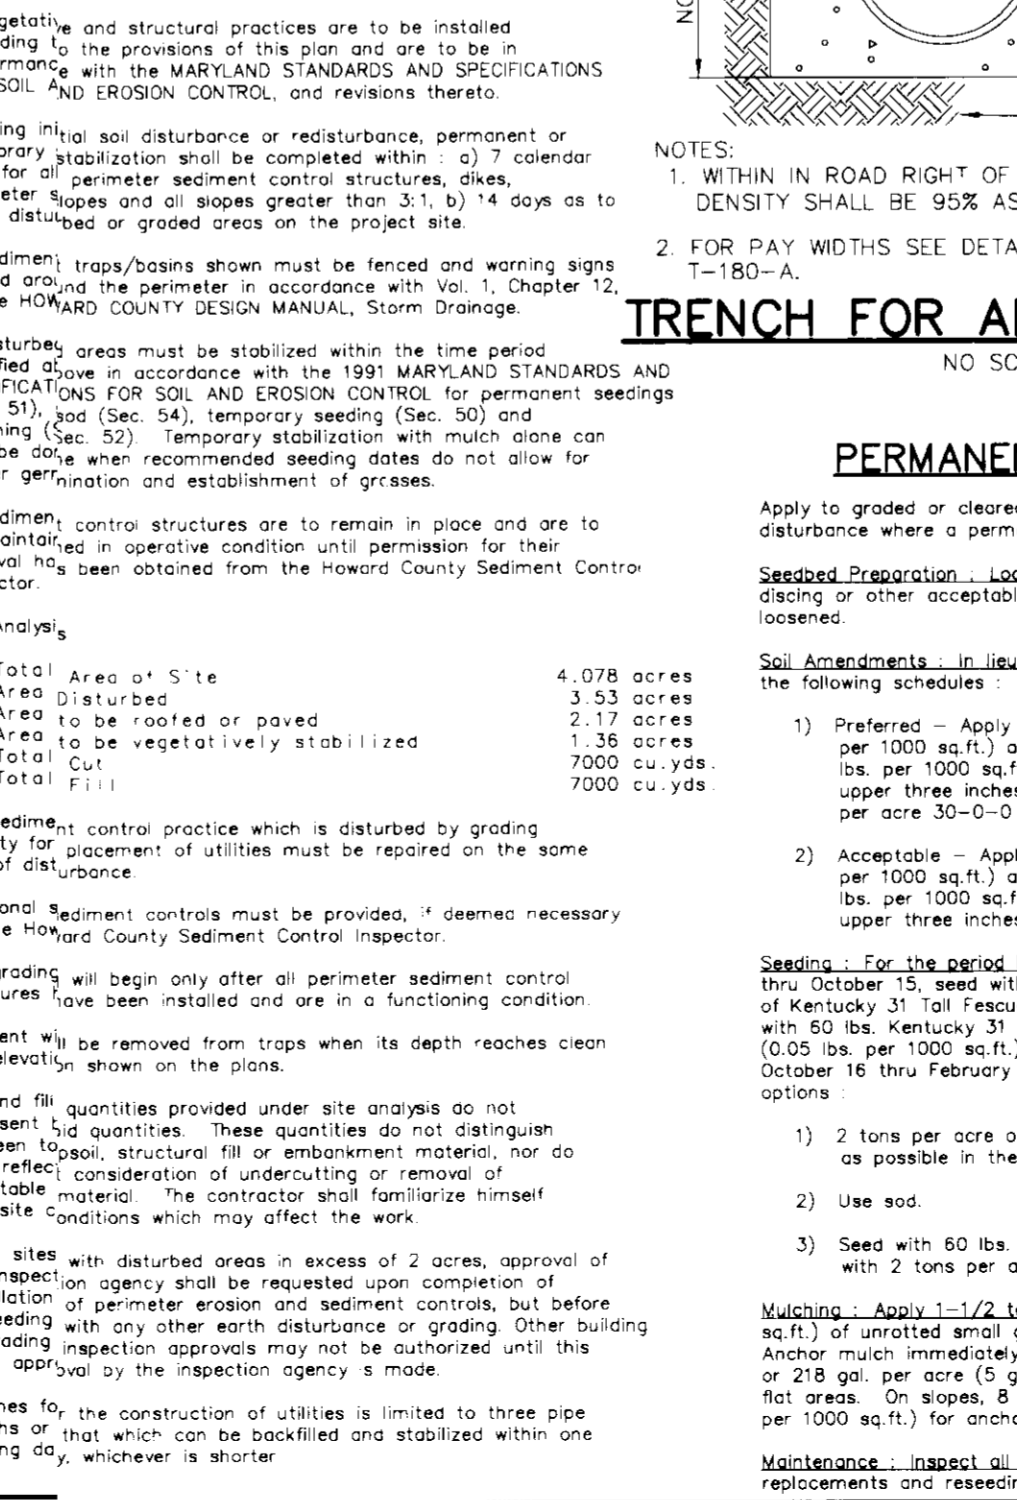 getative and structural practices are to be installed
ding to the provisions of this plan and are to be in
rmance with the MARYLAND STANDARDS AND SPECIFICATIONS
SOIL AND EROSION CONTROL, and revisions thereto.
ing initial soil disturbance or redisturbance, permanent or
orary stabilization shall be completed within : a) 7 calendar
for all perimeter sediment control structures, dikes,
eter slopes and all slopes greater than 3:1, b) 14 days as to
disturbed or graded areas on the project site.
diment traps/basins shown must be fenced and warning signs
d around the perimeter in accordance with Vol. 1, Chapter 12,
e HOWARD COUNTY DESIGN MANUAL, Storm Drainage.
sturbed areas must be stabilized within the time period
fied above in accordance with the 1991 MARYLAND STANDARDS AND
FICATIONS FOR SOIL AND EROSION CONTROL for permanent seedings
51), sod (Sec. 54), temporary seeding (Sec. 50) and
ning (Sec. 52). Temporary stabilization with mulch alone can
be done when recommended seeding dates do not allow for
r germination and establishment of grasses.
diment control structures are to remain in place and are to
aintained in operative condition until permission for their
val has been obtained from the Howard County Sediment Control
ctor.
Analysis
Total Area of Site 4.078 acres
Area Disturbed 3.53 acres
Area to be roofed or paved 2.17 acres
Area to be vegetatively stabilized 1.36 acres
Total Cut 7000 cu.yds.
Total Fill 7000 cu.yds.
ediment control practice which is disturbed by grading
ty for placement of utilities must be repaired on the same
of disturbance.
onal sediment controls must be provided, if deemed necessary
e Howard County Sediment Control Inspector.
grading will begin only after all perimeter sediment control
ures have been installed and are in a functioning condition.
ent will be removed from traps when its depth reaches clean
elevation shown on the plans.
nd fill quantities provided under site analysis do not
sent bid quantities. These quantities do not distinguish
een topsoil, structural fill or embankment material, nor do
reflect consideration of undercutting or removal of
table material. The contractor shall familiarize himself
site conditions which may affect the work.
sites with disturbed areas in excess of 2 acres, approval of
nspection agency shall be requested upon completion of
llation of perimeter erosion and sediment controls, but before
eeding with any other earth disturbance or grading. Other building
ading inspection approvals may not be authorized until this
approval by the inspection agency s made.
nes for the construction of utilities is limited to three pipe
hs or that which can be backfilled and stabilized within one
ng day, whichever is shorter
NO
NOTES:
1. WITHIN IN ROAD RIGHT OF
DENSITY SHALL BE 95% AS
2. FOR PAY WIDTHS SEE DETA
T-180-A.
TRENCH FOR A
NO SC
PERMANE
Apply to graded or cleare
disturbance where a perm
Seedbed Preparation : Loo
discing or other acceptabl
loosened.
Soil Amendments : In lieu
the following schedules :
1) Preferred - Apply
per 1000 sq.ft.) a
lbs. per 1000 sq.f
upper three inches
per acre 30-0-0
2) Acceptable - Appl
per 1000 sq.ft.) a
lbs. per 1000 sq.f
upper three inches
Seeding : For the period
thru October 15, seed with
of Kentucky 31 Tall Fescu
with 60 lbs. Kentucky 31
(0.05 lbs. per 1000 sq.ft.)
October 16 thru February
options :
1) 2 tons per acre o
as possible in the
2) Use sod.
3) Seed with 60 lbs.
with 2 tons per a
Mulching : Apply 1-1/2 to
sq.ft.) of unrotted small g
Anchor mulch immediately
or 218 gal. per acre (5 g
flat areas. On slopes, 8
per 1000 sq.ft.) for ancho
Maintenance : Inspect all
replacements and reseedin